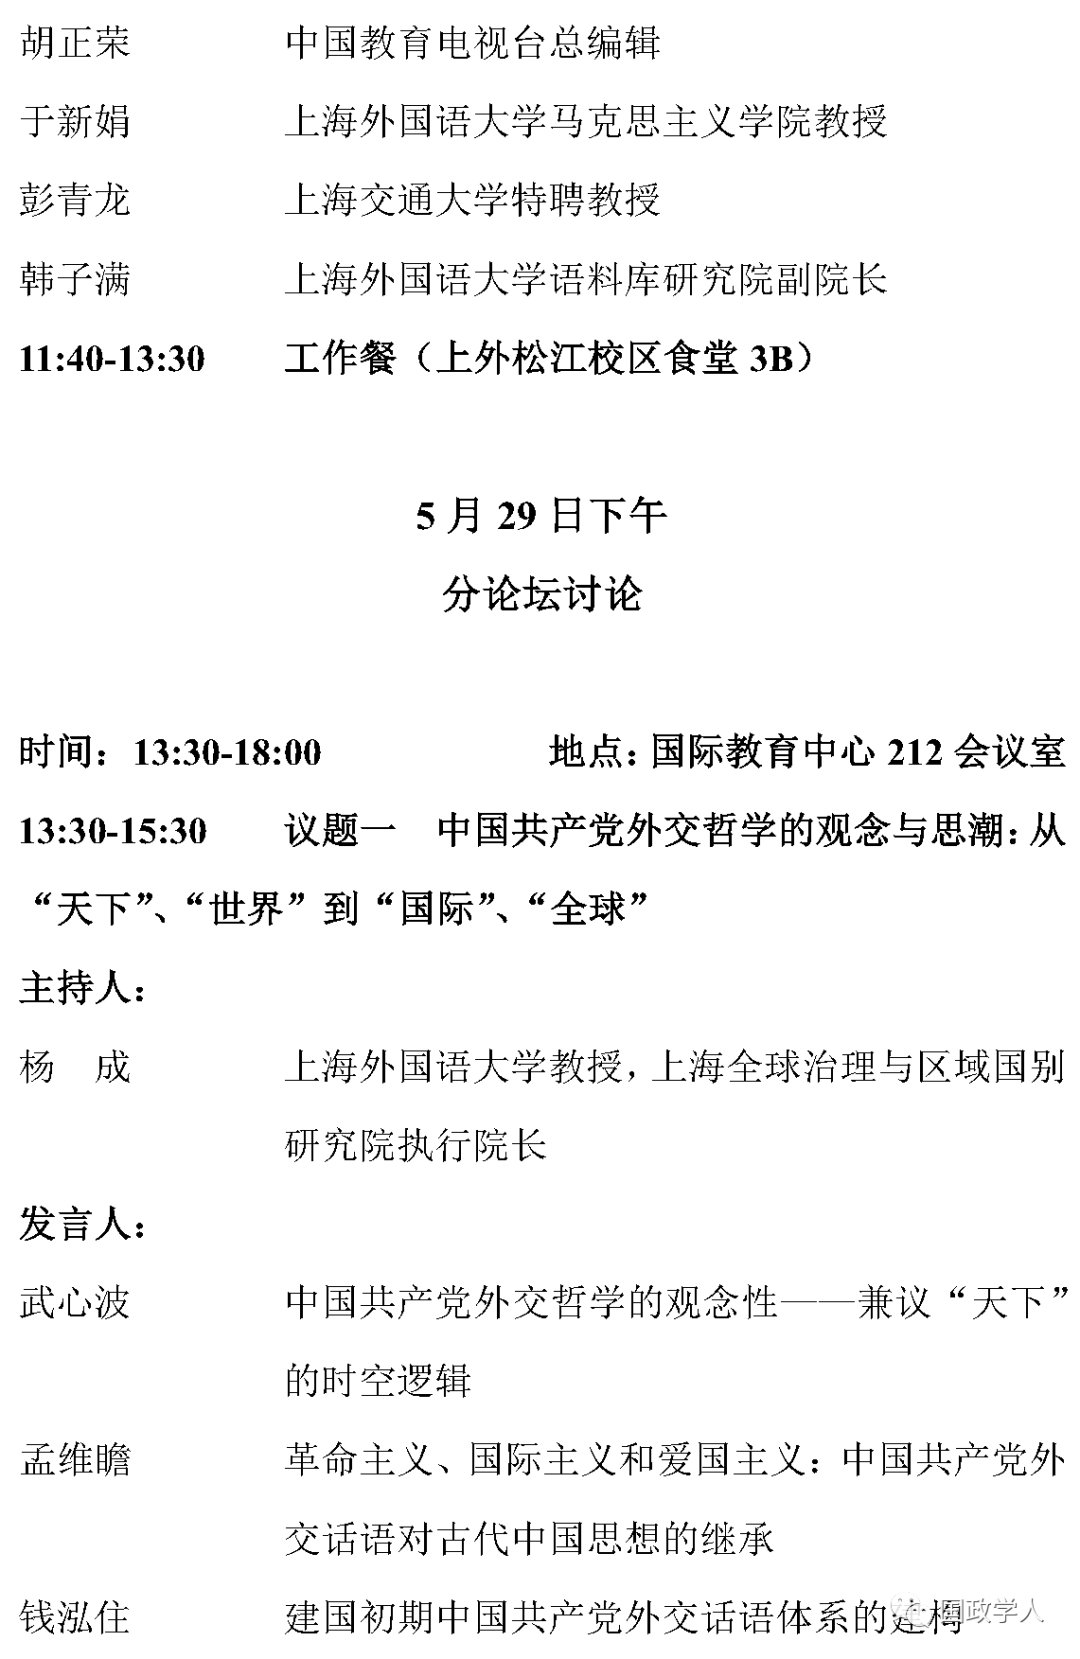 胡正荣 中国教育电视台总编辑
于新娟 上海外国语大学马克思主义学院教授
彭青龙 上海交通大学特聘教授
韩子满 上海外国语大学语料库研究院副院长
11:40-13:30 工作餐（上外松江校区食堂 3B）
5 月 29 日下午
分论坛讨论
时间：13:30-18:00 地点：国际教育中心 212 会议室
13:30-15:30 议题一 中国共产党外交哲学的观念与思潮：从
“天下”、“世界”到“国际”、“全球”
主持人：
杨 成 上海外国语大学教授，上海全球治理与区域国别
研究院执行院长
发言人：
武心波 中国共产党外交哲学的观念性——兼议“天下”
的时空逻辑
孟维瞻 革命主义、国际主义和爱国主义：中国共产党外
交话语对古代中国思想的继承
钱泓住 建国初期中国共产党外交话语体系的建构
国政学人